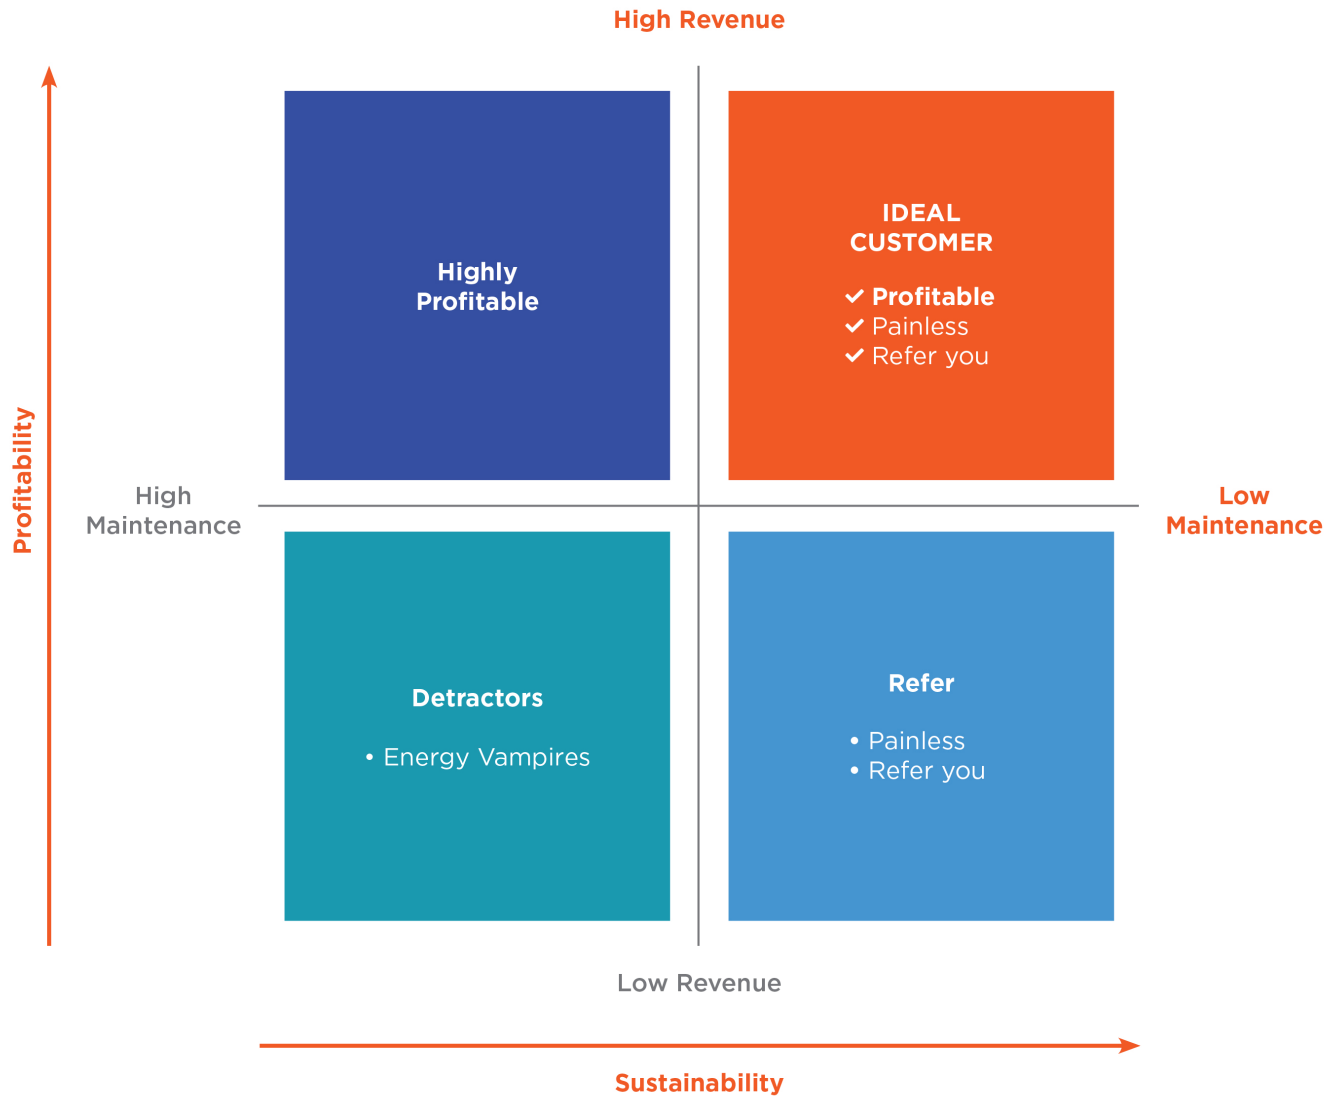 High Revenue
Highly
Profitable
IDEAL
CUSTOMER
Profitable
Painless
Refer you
Profitability
High
Maintenance
Low
Maintenance
Detractors
• Energy Vampires
Refer
• Painless
• Refer you
Low Revenue
Sustainability